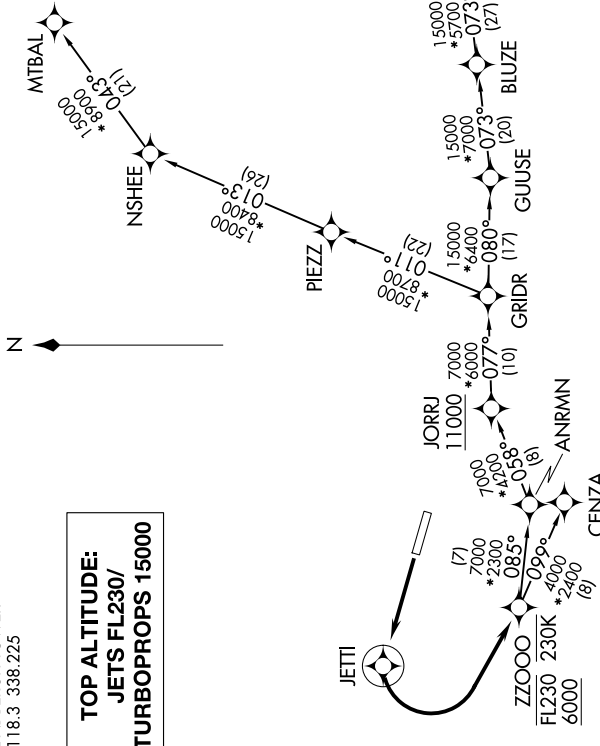 118.3 338.225
TOP ALTITUDE:
JETS FL230/
TURBOPROPS 15000
N
MTBAL
043°
(21)
15000
*8900
NSHEE
013°
(26)
15000
*8400
PIEZZ
011°
(22)
15000
*8700
15000
*5700
073°
(27)
BLUZE
15000
*7000
073°
(20)
GUUSE
15000
*6400
080°
(17)
GRIDR
7000
*6000
077°
(10)
JORRJ
11000
7000
*4200
058°
(8)
ANRMN
CENZA
(7)
7000
*2300
085°
099°
4000
*2400
(8)
JETTI
ZZOOO
FL230 230K
6000